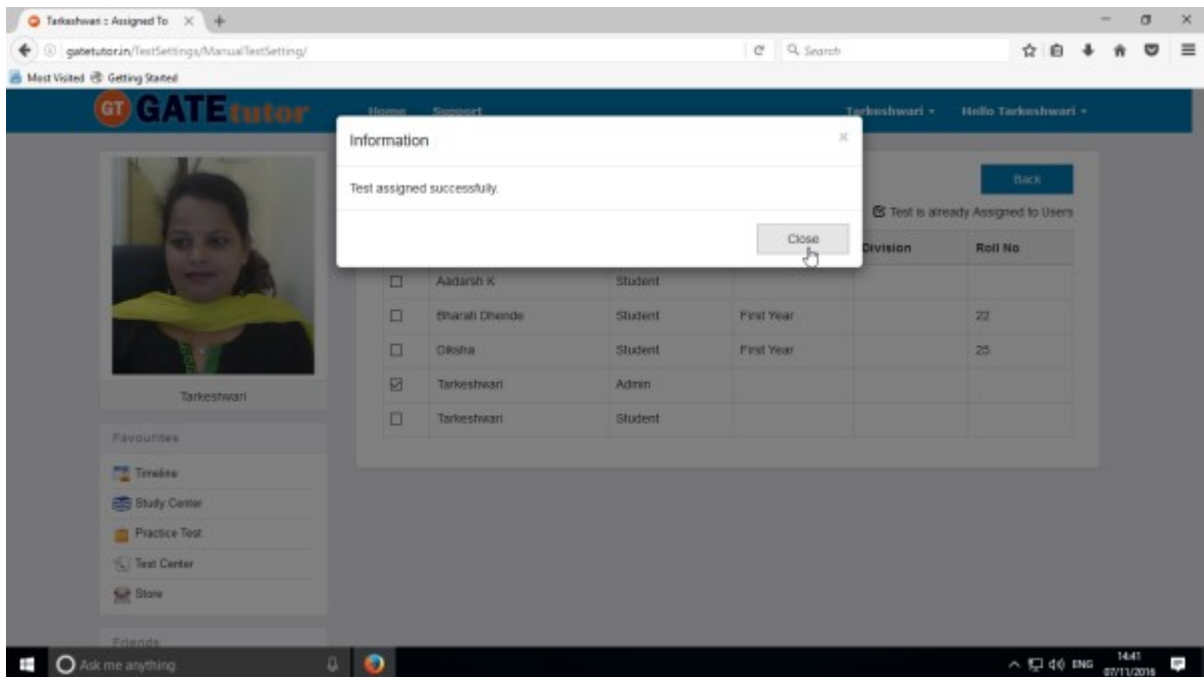 Tarkeshwari :: Assigned To
gatetutor.in/TestSettings/ManualTestSetting/
Search
Most Visited Getting Started
GT GATEtutor Home Support Tarkeshwari Hello Tarkeshwari
Information
Test assigned successfully.
Close
Back
Test is already Assigned to Users
Division Roll No
Aadarsh K Student
Bharati Dhende Student First Year 22
Diksha Student First Year 25
Tarkeshwari Admin
Tarkeshwari Student
Tarkeshwari
Favourites
Timeline
Study Center
Practice Test
Test Center
Store
Friends
Ask me anything
ENG
14:41
07/11/2016